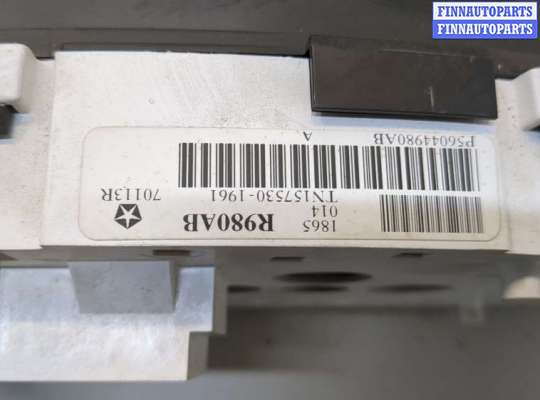 FINNAUTOPARTS
FINNAUTOPARTS
1865
014
R980AB
TN157530-1961
70113R
P56044980AB
A